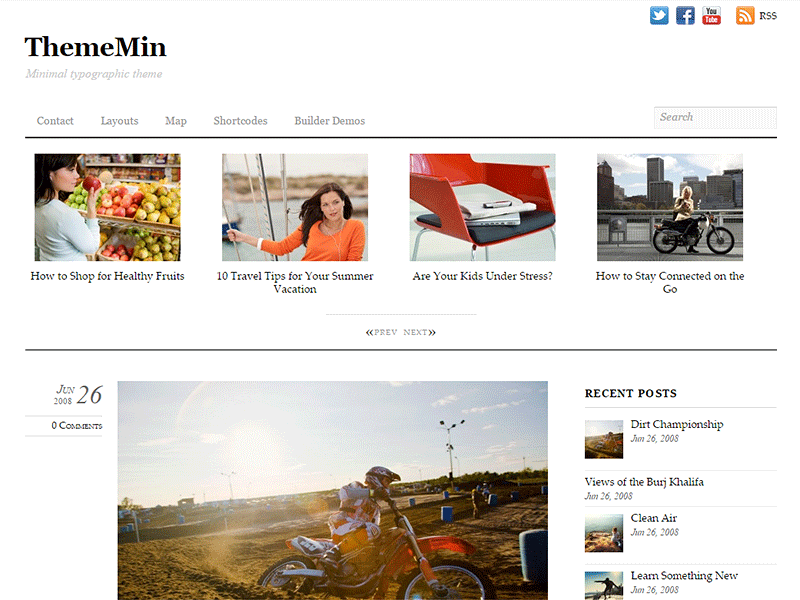 You
Tube
RSS
ThemeMin
Minimal typographic theme
Contact Layouts Map Shortcodes Builder Demos
Search
How to Shop for Healthy Fruits
10 Travel Tips for Your Summer
Vacation
Are Your Kids Under Stress?
How to Stay Connected on the
Go
«PREV NEXT»
Jun
2008
26
0 Comments
RECENT POSTS
Dirt Championship
Jun 26, 2008
Views of the Burj Khalifa
Jun 26, 2008
Clean Air
Jun 26, 2008
Learn Something New
Jun 26, 2008